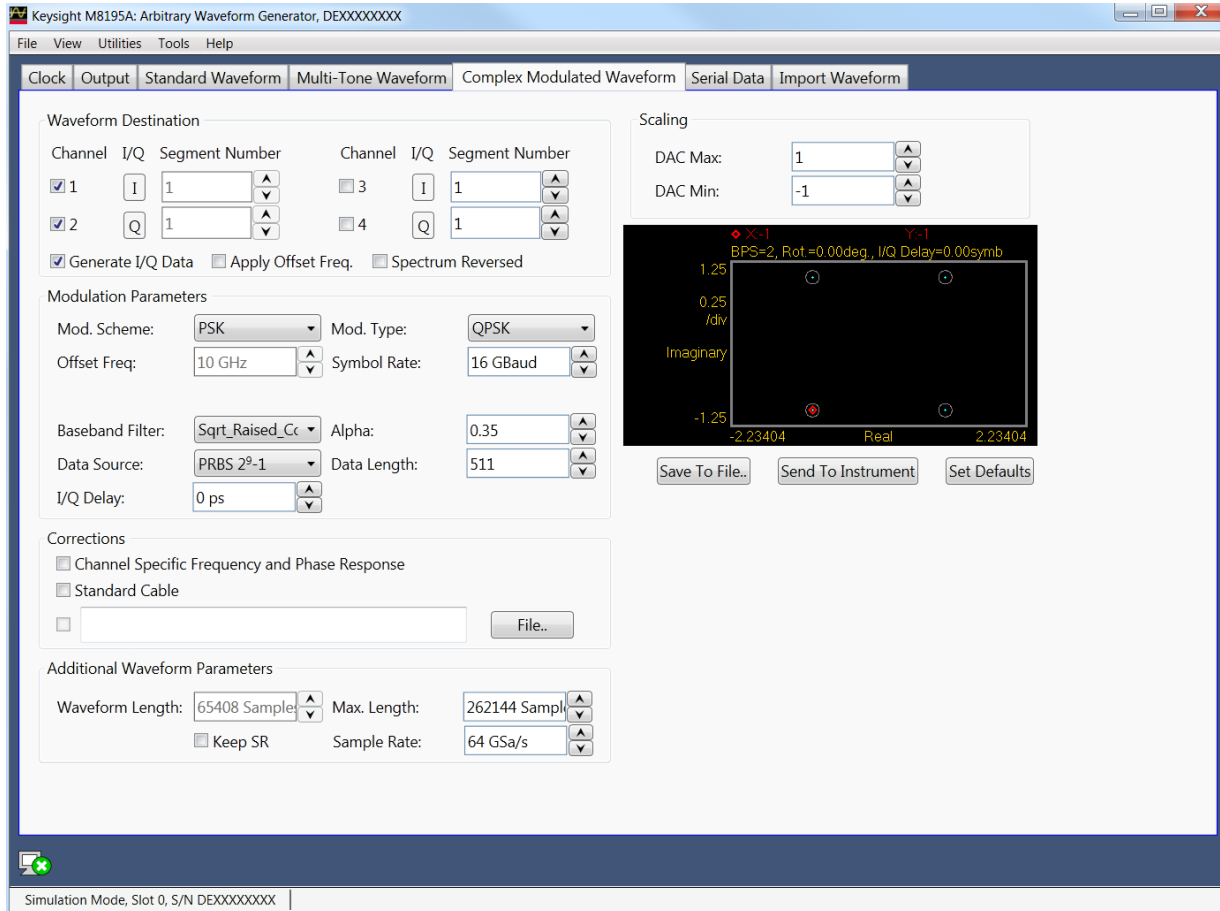 Keysight M8195A: Arbitrary Waveform Generator, DEXXXXXXXX
File View Utilities Tools Help
Clock Output Standard Waveform Multi-Tone Waveform Complex Modulated Waveform Serial Data Import Waveform
Waveform Destination
Channel I/Q Segment Number Channel I/Q Segment Number
1 I 1 3 I 1
2 Q 1 4 Q 1
Generate I/Q Data Apply Offset Freq. Spectrum Reversed
Modulation Parameters
Mod. Scheme: PSK Mod. Type: QPSK
Offset Freq: 10 GHz Symbol Rate: 16 GBaud
Baseband Filter: Sqrt_Raised_Cc Alpha: 0.35
Data Source: PRBS 2⁹-1 Data Length: 511
I/Q Delay: 0 ps
Corrections
Channel Specific Frequency and Phase Response
Standard Cable
File..
Additional Waveform Parameters
Waveform Length: 65408 Samples Max. Length: 262144 Sampl
Keep SR Sample Rate: 64 GSa/s
Scaling
DAC Max: 1
DAC Min: -1
X:-1 Y:-1
BPS=2, Rot.=0.00deg., I/Q Delay=0.00symb
1.25
0.25
/div
Imaginary
-1.25
-2.23404 Real 2.23404
Save To File.. Send To Instrument Set Defaults
Simulation Mode, Slot 0, S/N DEXXXXXXXX